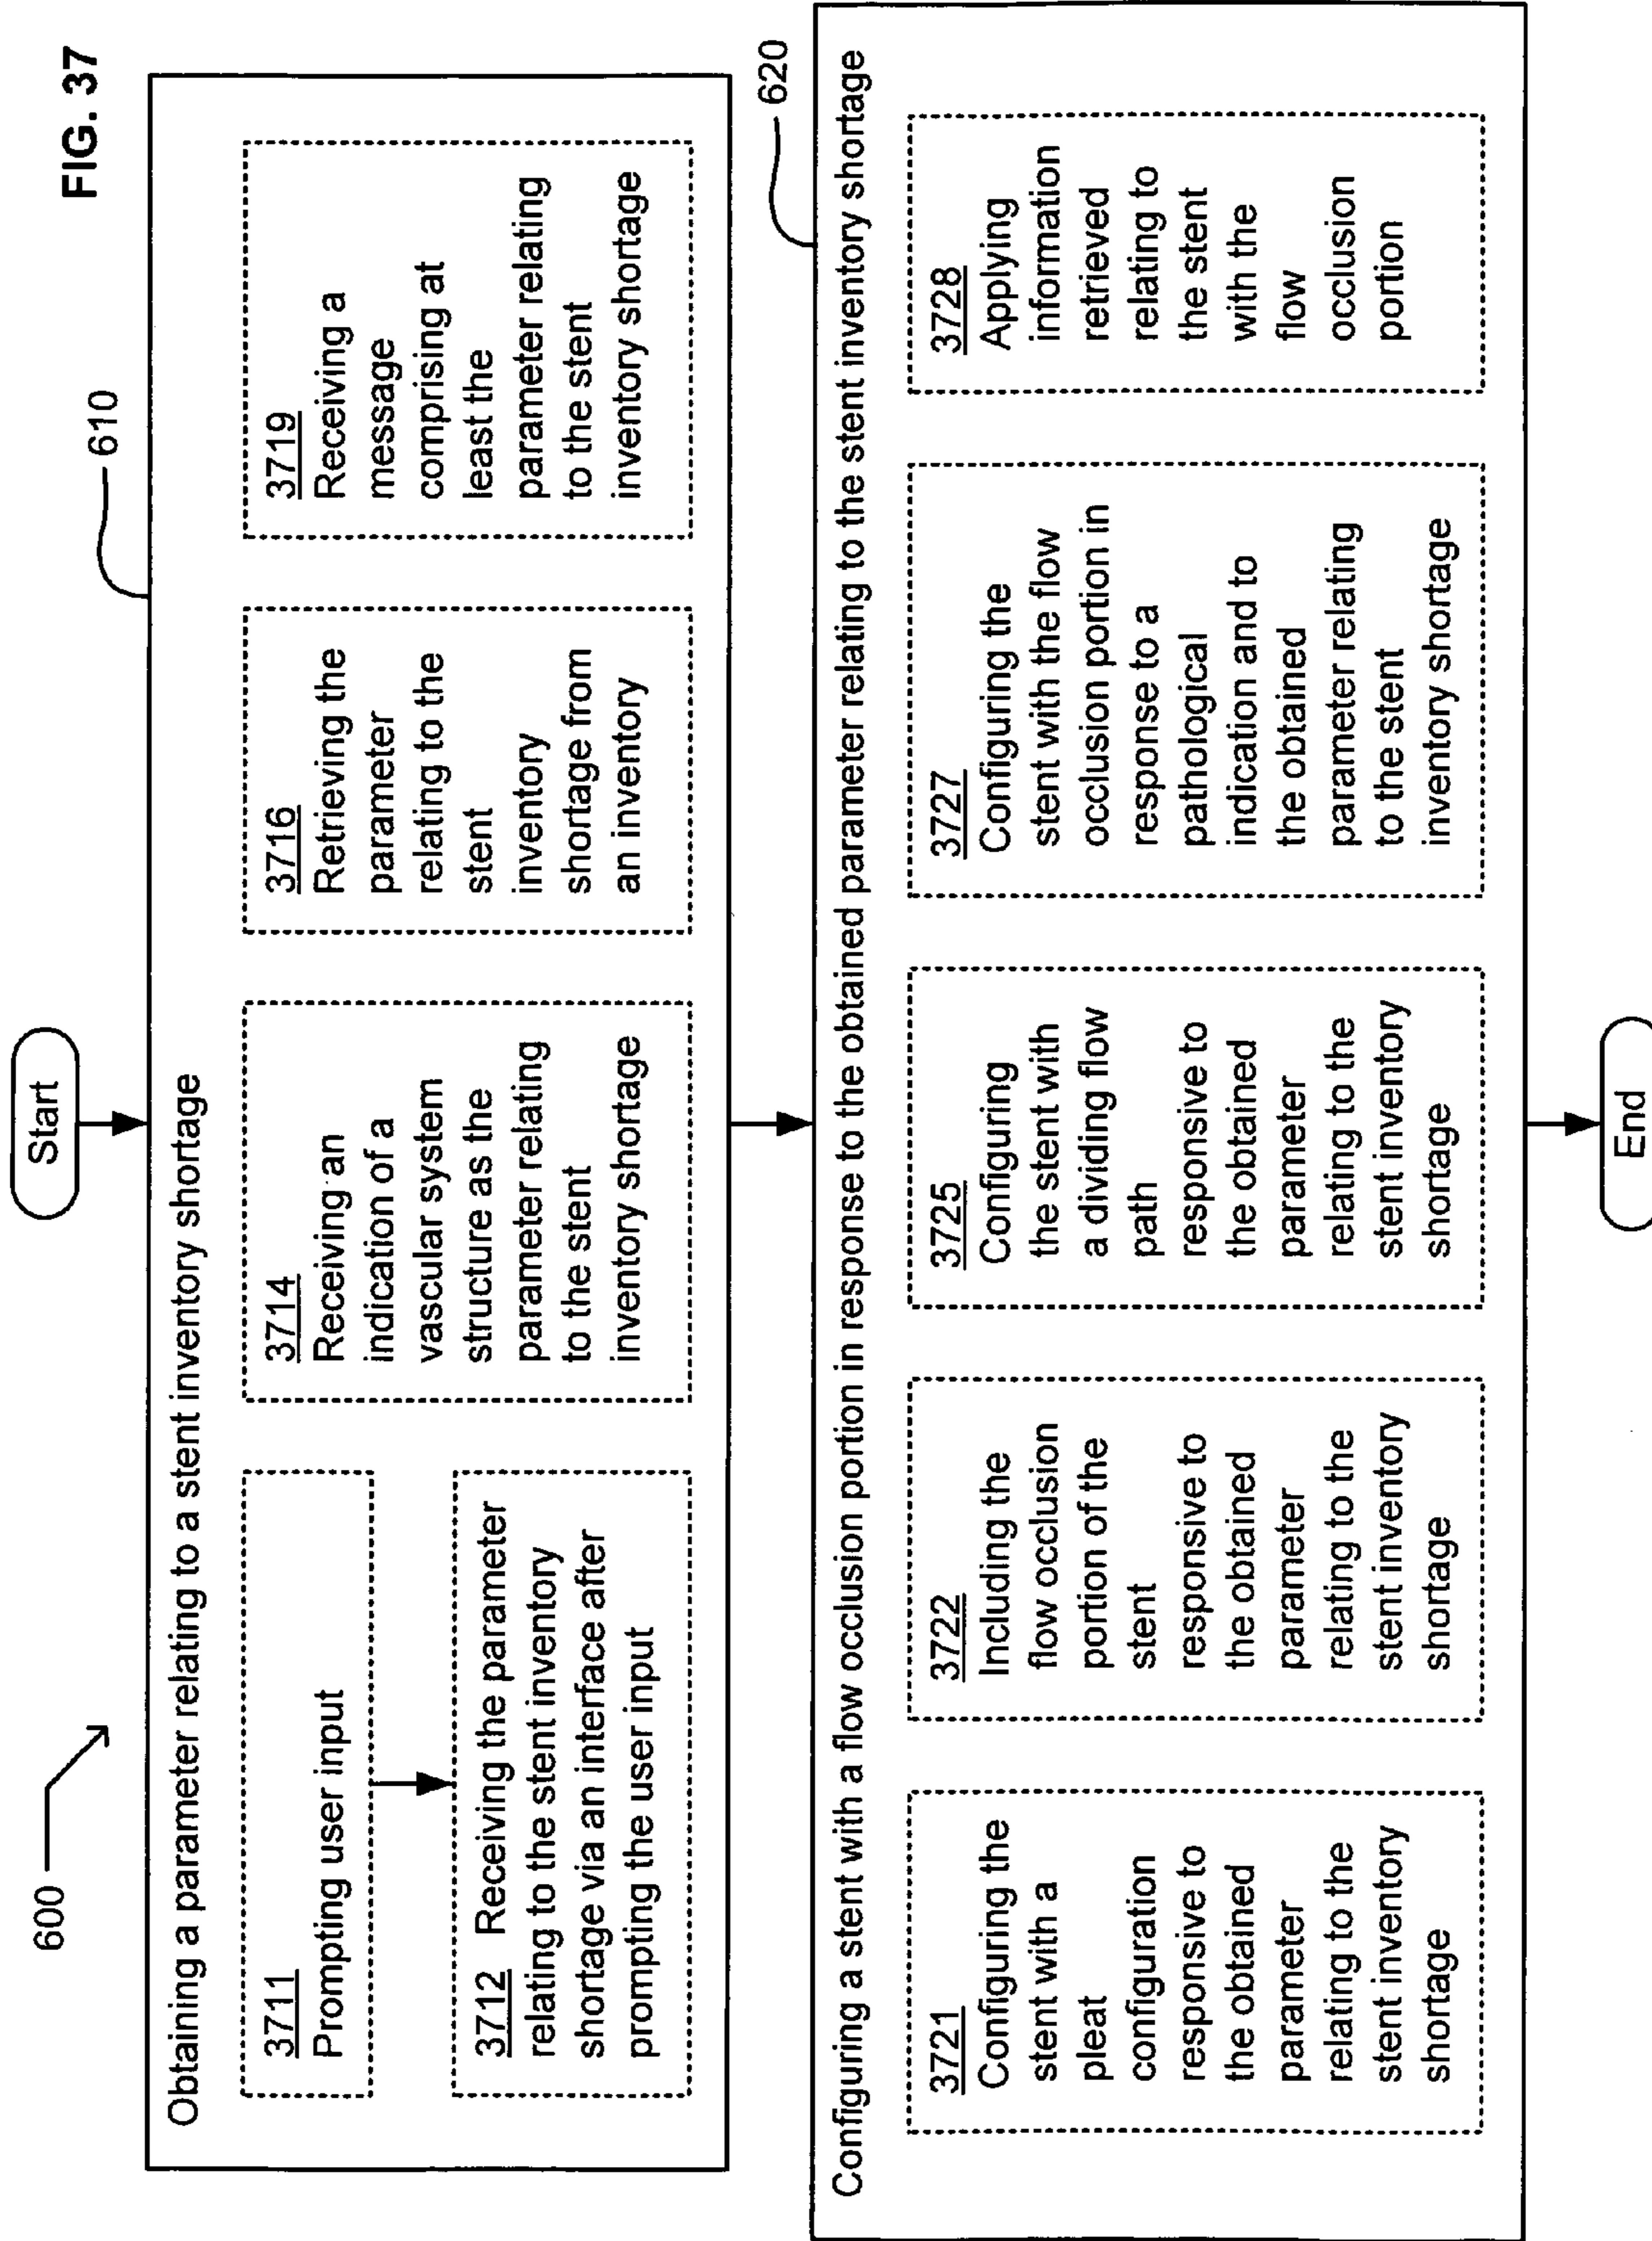 FIG. 37
600
Start
610
Obtaining a parameter relating to a stent inventory shortage
3711
Prompting user input
3712 Receiving the parameter
relating to the stent inventory
shortage via an interface after
prompting the user input
3714
Receiving an
indication of a
vascular system
structure as the
parameter relating
to the stent
inventory shortage
3716
Retrieving the
parameter
relating to the
stent
inventory
shortage from
an inventory
3719
Receiving a
message
comprising at
least the
parameter relating
to the stent
inventory shortage
620
Configuring a stent with a flow occlusion portion in response to the obtained parameter relating to the stent inventory shortage
3721
Configuring the
stent with a
pleat
configuration
responsive to
the obtained
parameter
relating to the
stent inventory
shortage
3722
Including the
flow occlusion
portion of the
stent
responsive to
the obtained
parameter
relating to the
stent inventory
shortage
3725
Configuring
the stent with
a dividing flow
path
responsive to
the obtained
parameter
relating to the
stent inventory
shortage
3727
Configuring the
stent with the flow
occlusion portion in
response to a
pathological
indication and to
the obtained
parameter relating
to the stent
inventory shortage
3728
Applying
information
retrieved
relating to
the stent
with the
flow
occlusion
portion
End